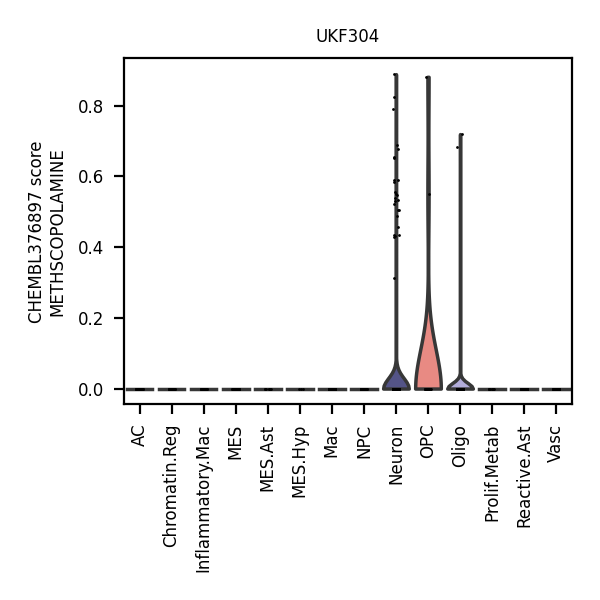 UKF304
CHEMBL376897 score
METHSCOPOLAMINE
0.8
0.6
0.4
0.2
0.0
AC
Chromatin.Reg
Inflammatory.Mac
MES
MES.Ast
MES.Hyp
Mac
NPC
Neuron
OPC
Oligo
Prolif.Metab
Reactive.Ast
Vasc